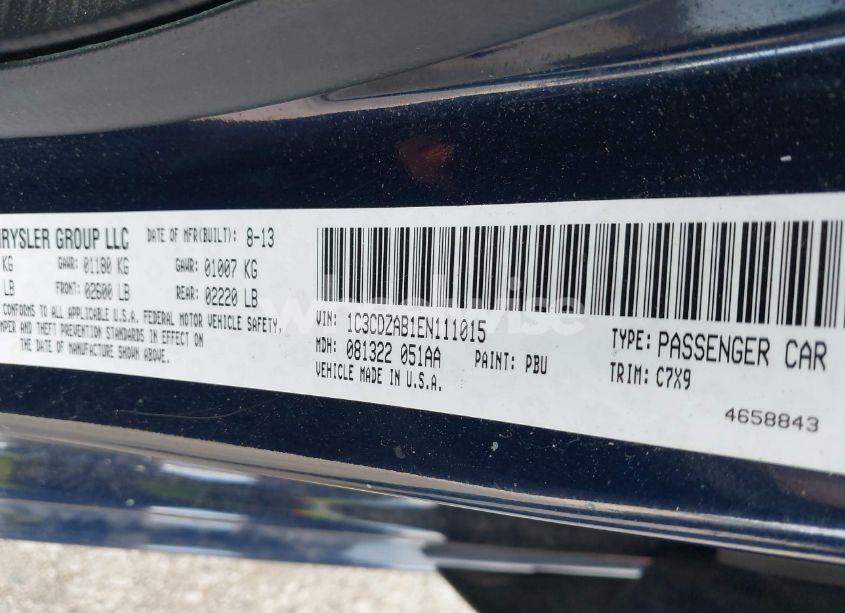 RYSLER GROUP LLC DATE OF MFR(BUILT): 8-13
KG GAWR: 01180 KG GAWR: 01007 KG
LB FRONT: 02600 LB REAR: 02220 LB
CONFORMS TO ALL APPLICABLE U.S.A. FEDERAL MOTOR VEHICLE SAFETY,
MPER AND THEFT PREVENTION STANDARDS IN EFFECT ON
THE DATE OF MANUFACTURE SHOWN ABOVE.
VIN: 1C3CDZAB1EN111015
MDH: 081322 051AA PAINT: PBU
VEHICLE MADE IN U.S.A.
TYPE: PASSENGER CAR
TRIM: C7X9
4658843